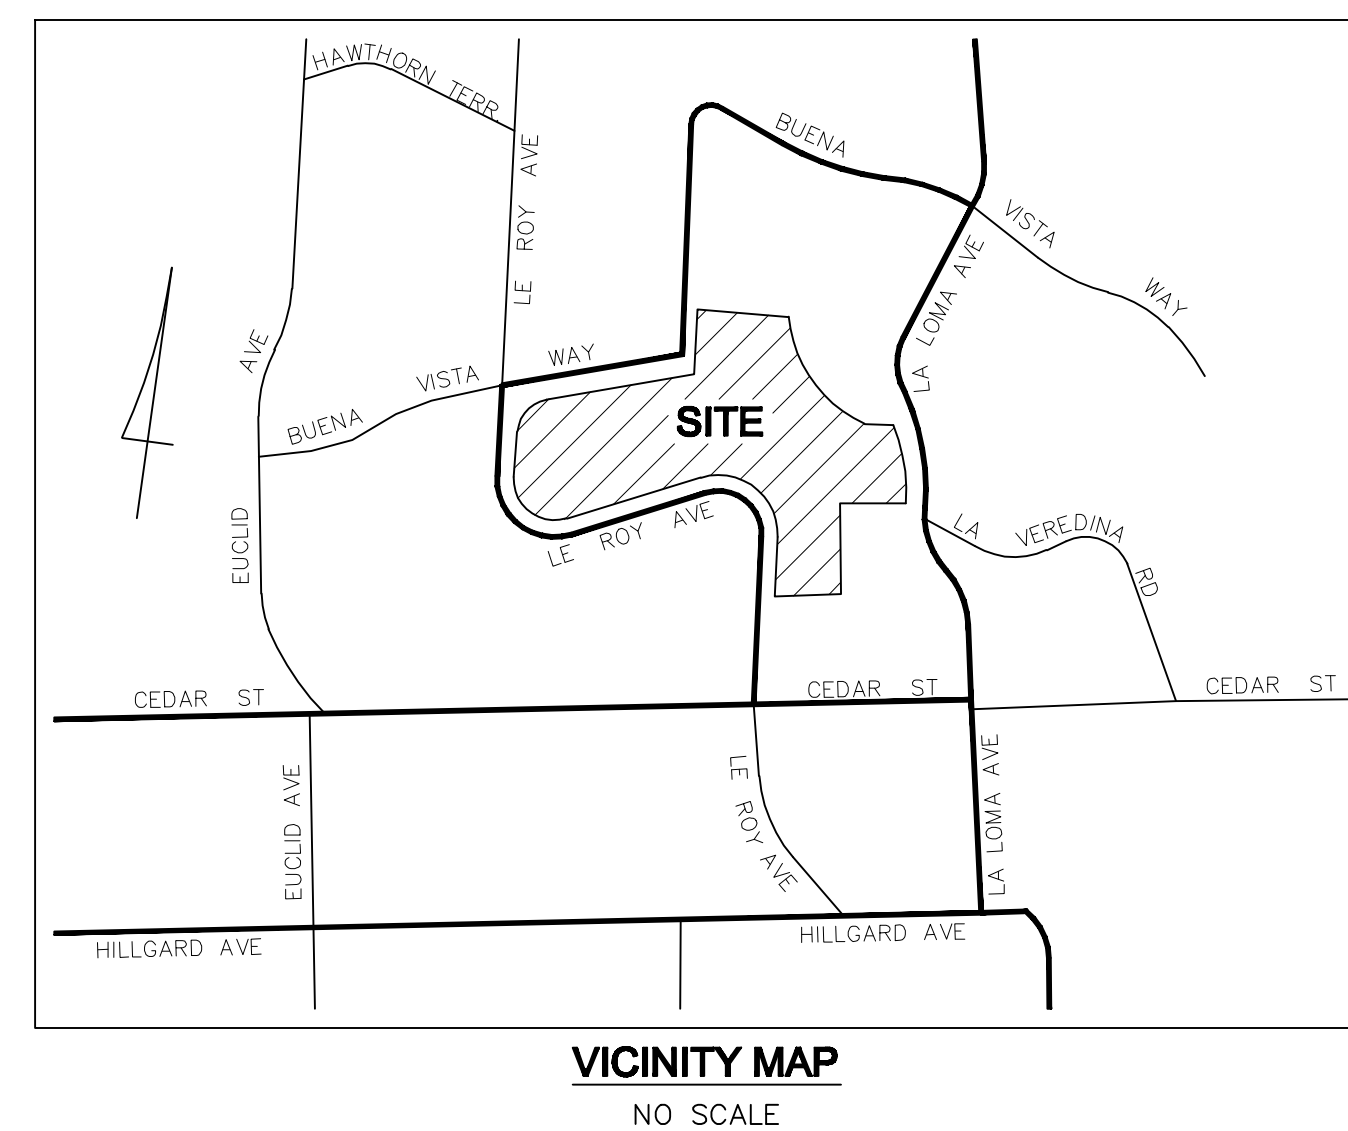 HAWTHORN TERR.
LE ROY AVE
BUENA
VISTA
WAY
LA LOMA AVE
AVE
EUCLID
BUENA
VISTA
WAY
SITE
LE ROY AVE
LA VEREDINA RD
CEDAR ST
CEDAR ST
CEDAR ST
EUCLID AVE
LE ROY AVE
LA LOMA AVE
HILLGARD AVE
HILLGARD AVE
VICINITY MAP
NO SCALE